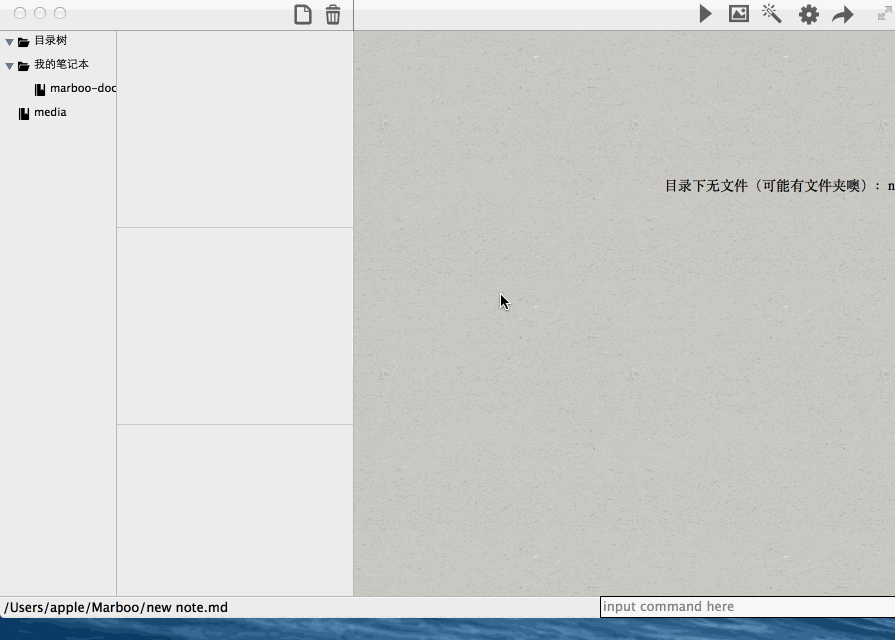 目录树
我的笔记本
marboo-doc
media
目录下无文件（可能有文件夹噢）：n
/Users/apple/Marboo/new note.md
input command here